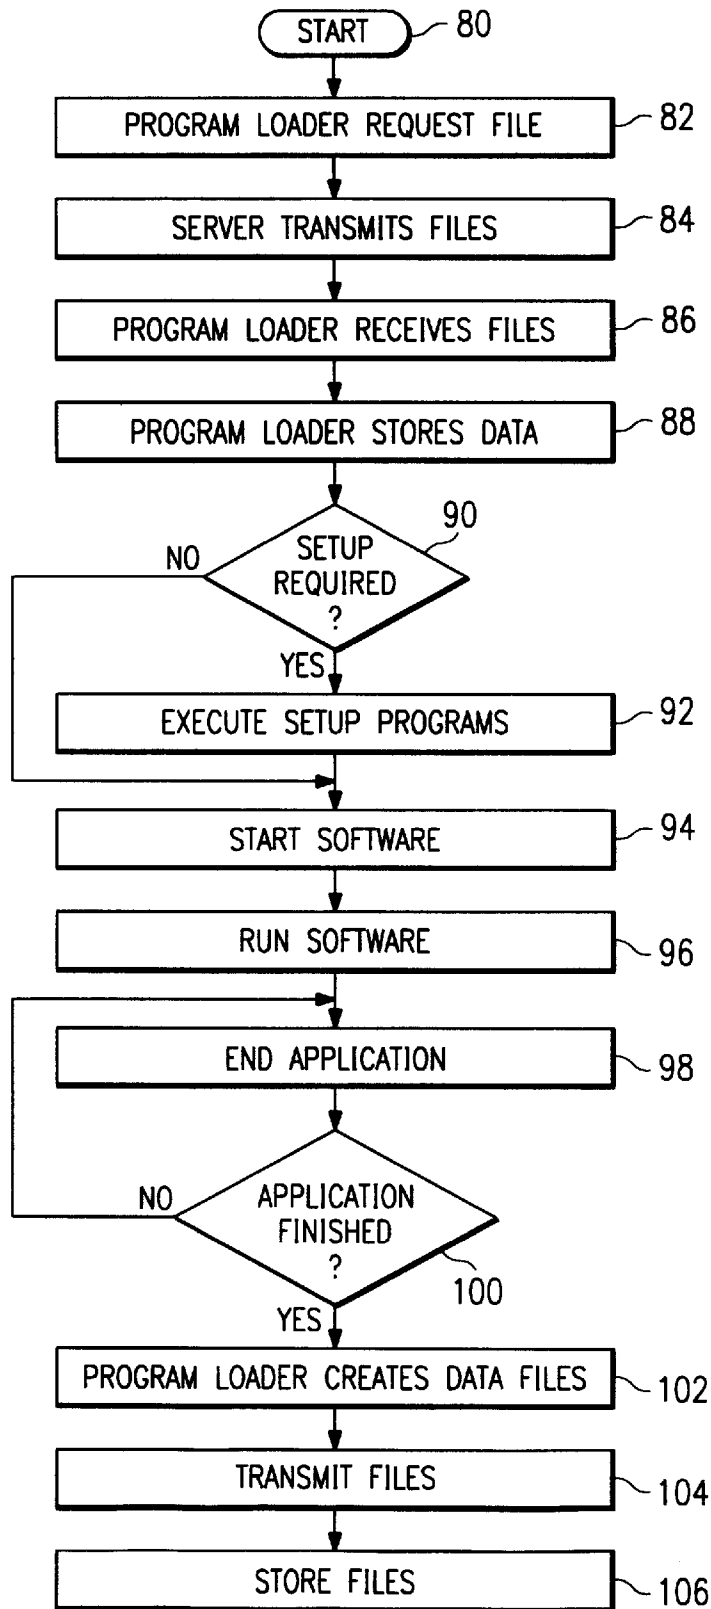 START
80
PROGRAM LOADER REQUEST FILE
82
SERVER TRANSMITS FILES
84
PROGRAM LOADER RECEIVES FILES
86
PROGRAM LOADER STORES DATA
88
90
SETUP
REQUIRED
?
NO
YES
EXECUTE SETUP PROGRAMS
92
START SOFTWARE
94
RUN SOFTWARE
96
END APPLICATION
98
NO
APPLICATION
FINISHED
?
100
YES
PROGRAM LOADER CREATES DATA FILES
102
TRANSMIT FILES
104
STORE FILES
106